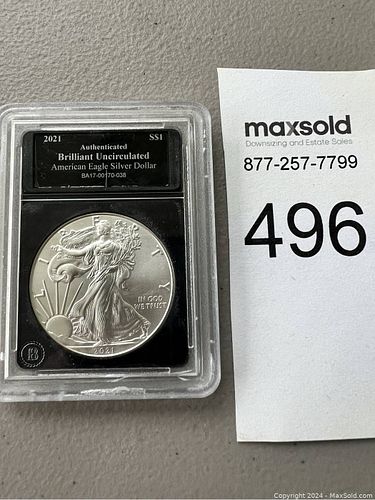 2021 S$1
Authenticated
Brilliant Uncirculated
American Eagle Silver Dollar
BA17-00170-038
LIBERTY
IN GOD
WE TRUST
2021
maxsold
Downsizing and Estate Sales
877-257-7799
496
Copyright 2024 - MaxSold.com